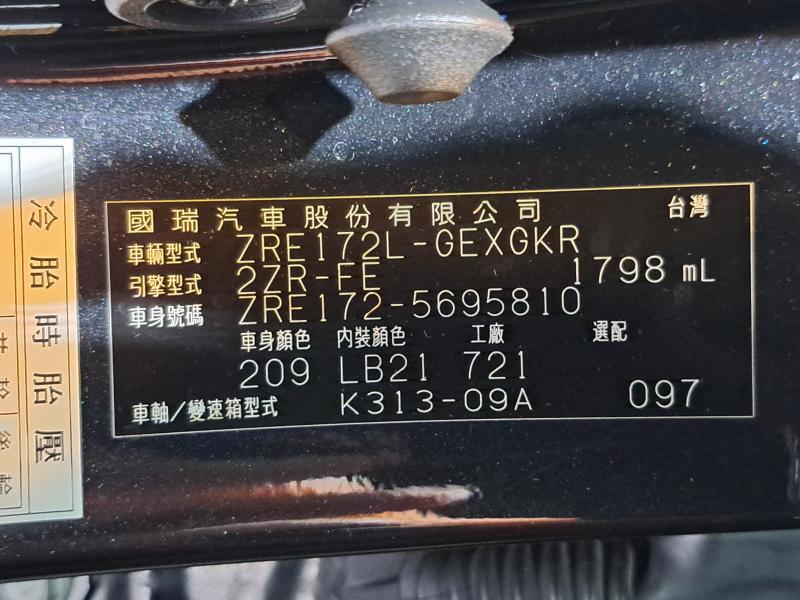 國瑞汽車股份有限公司 台灣
車輛型式 ZRE172L-GEXGKR
引擎型式 2ZR-FE 1798 mL
車身號碼 ZRE172-5695810
車身顏色 內裝顏色 工廠 選配
209 LB21 721
車軸/變速箱型式 K313-09A 097
冷胎時胎壓
後輪